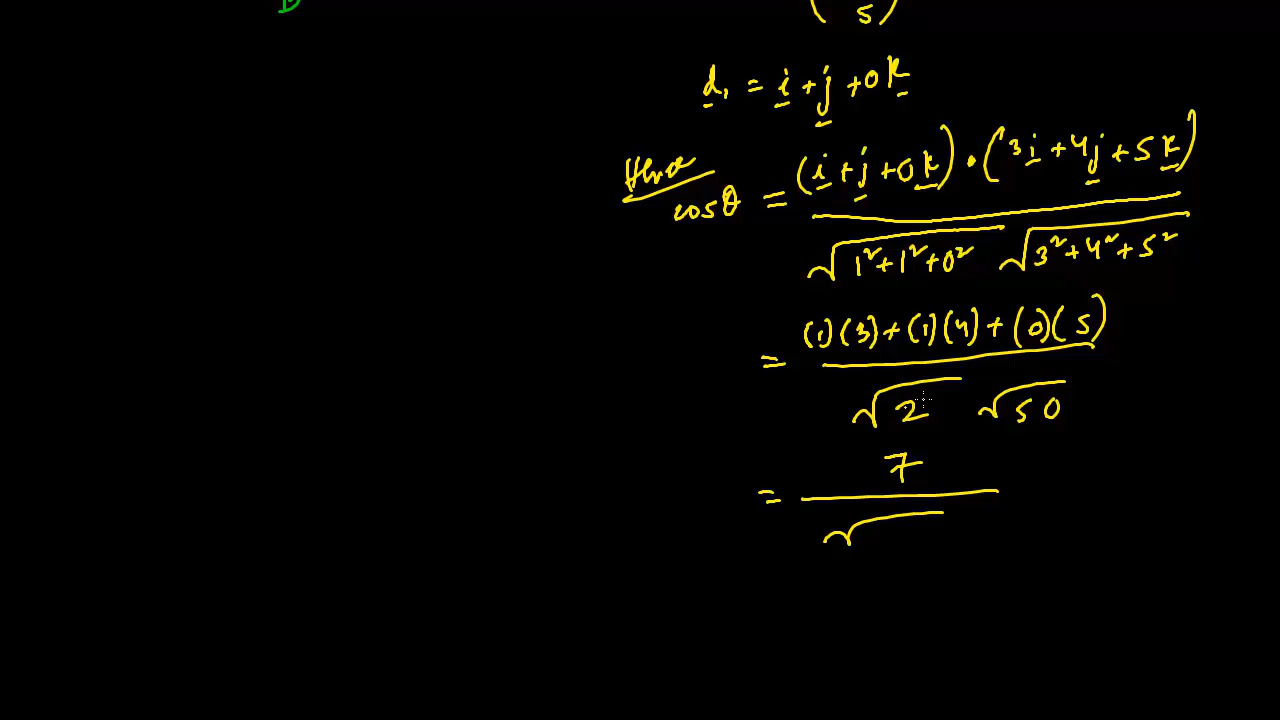 5
d₁ = i + j + 0k
cosθ = (i + j + 0k) • (3i + 4j + 5k)
√1² + 1² + 0² √3² + 4² + 5²
= (1)(3) + (1)(4) + (0)(5)
√2 √50
= 7
√